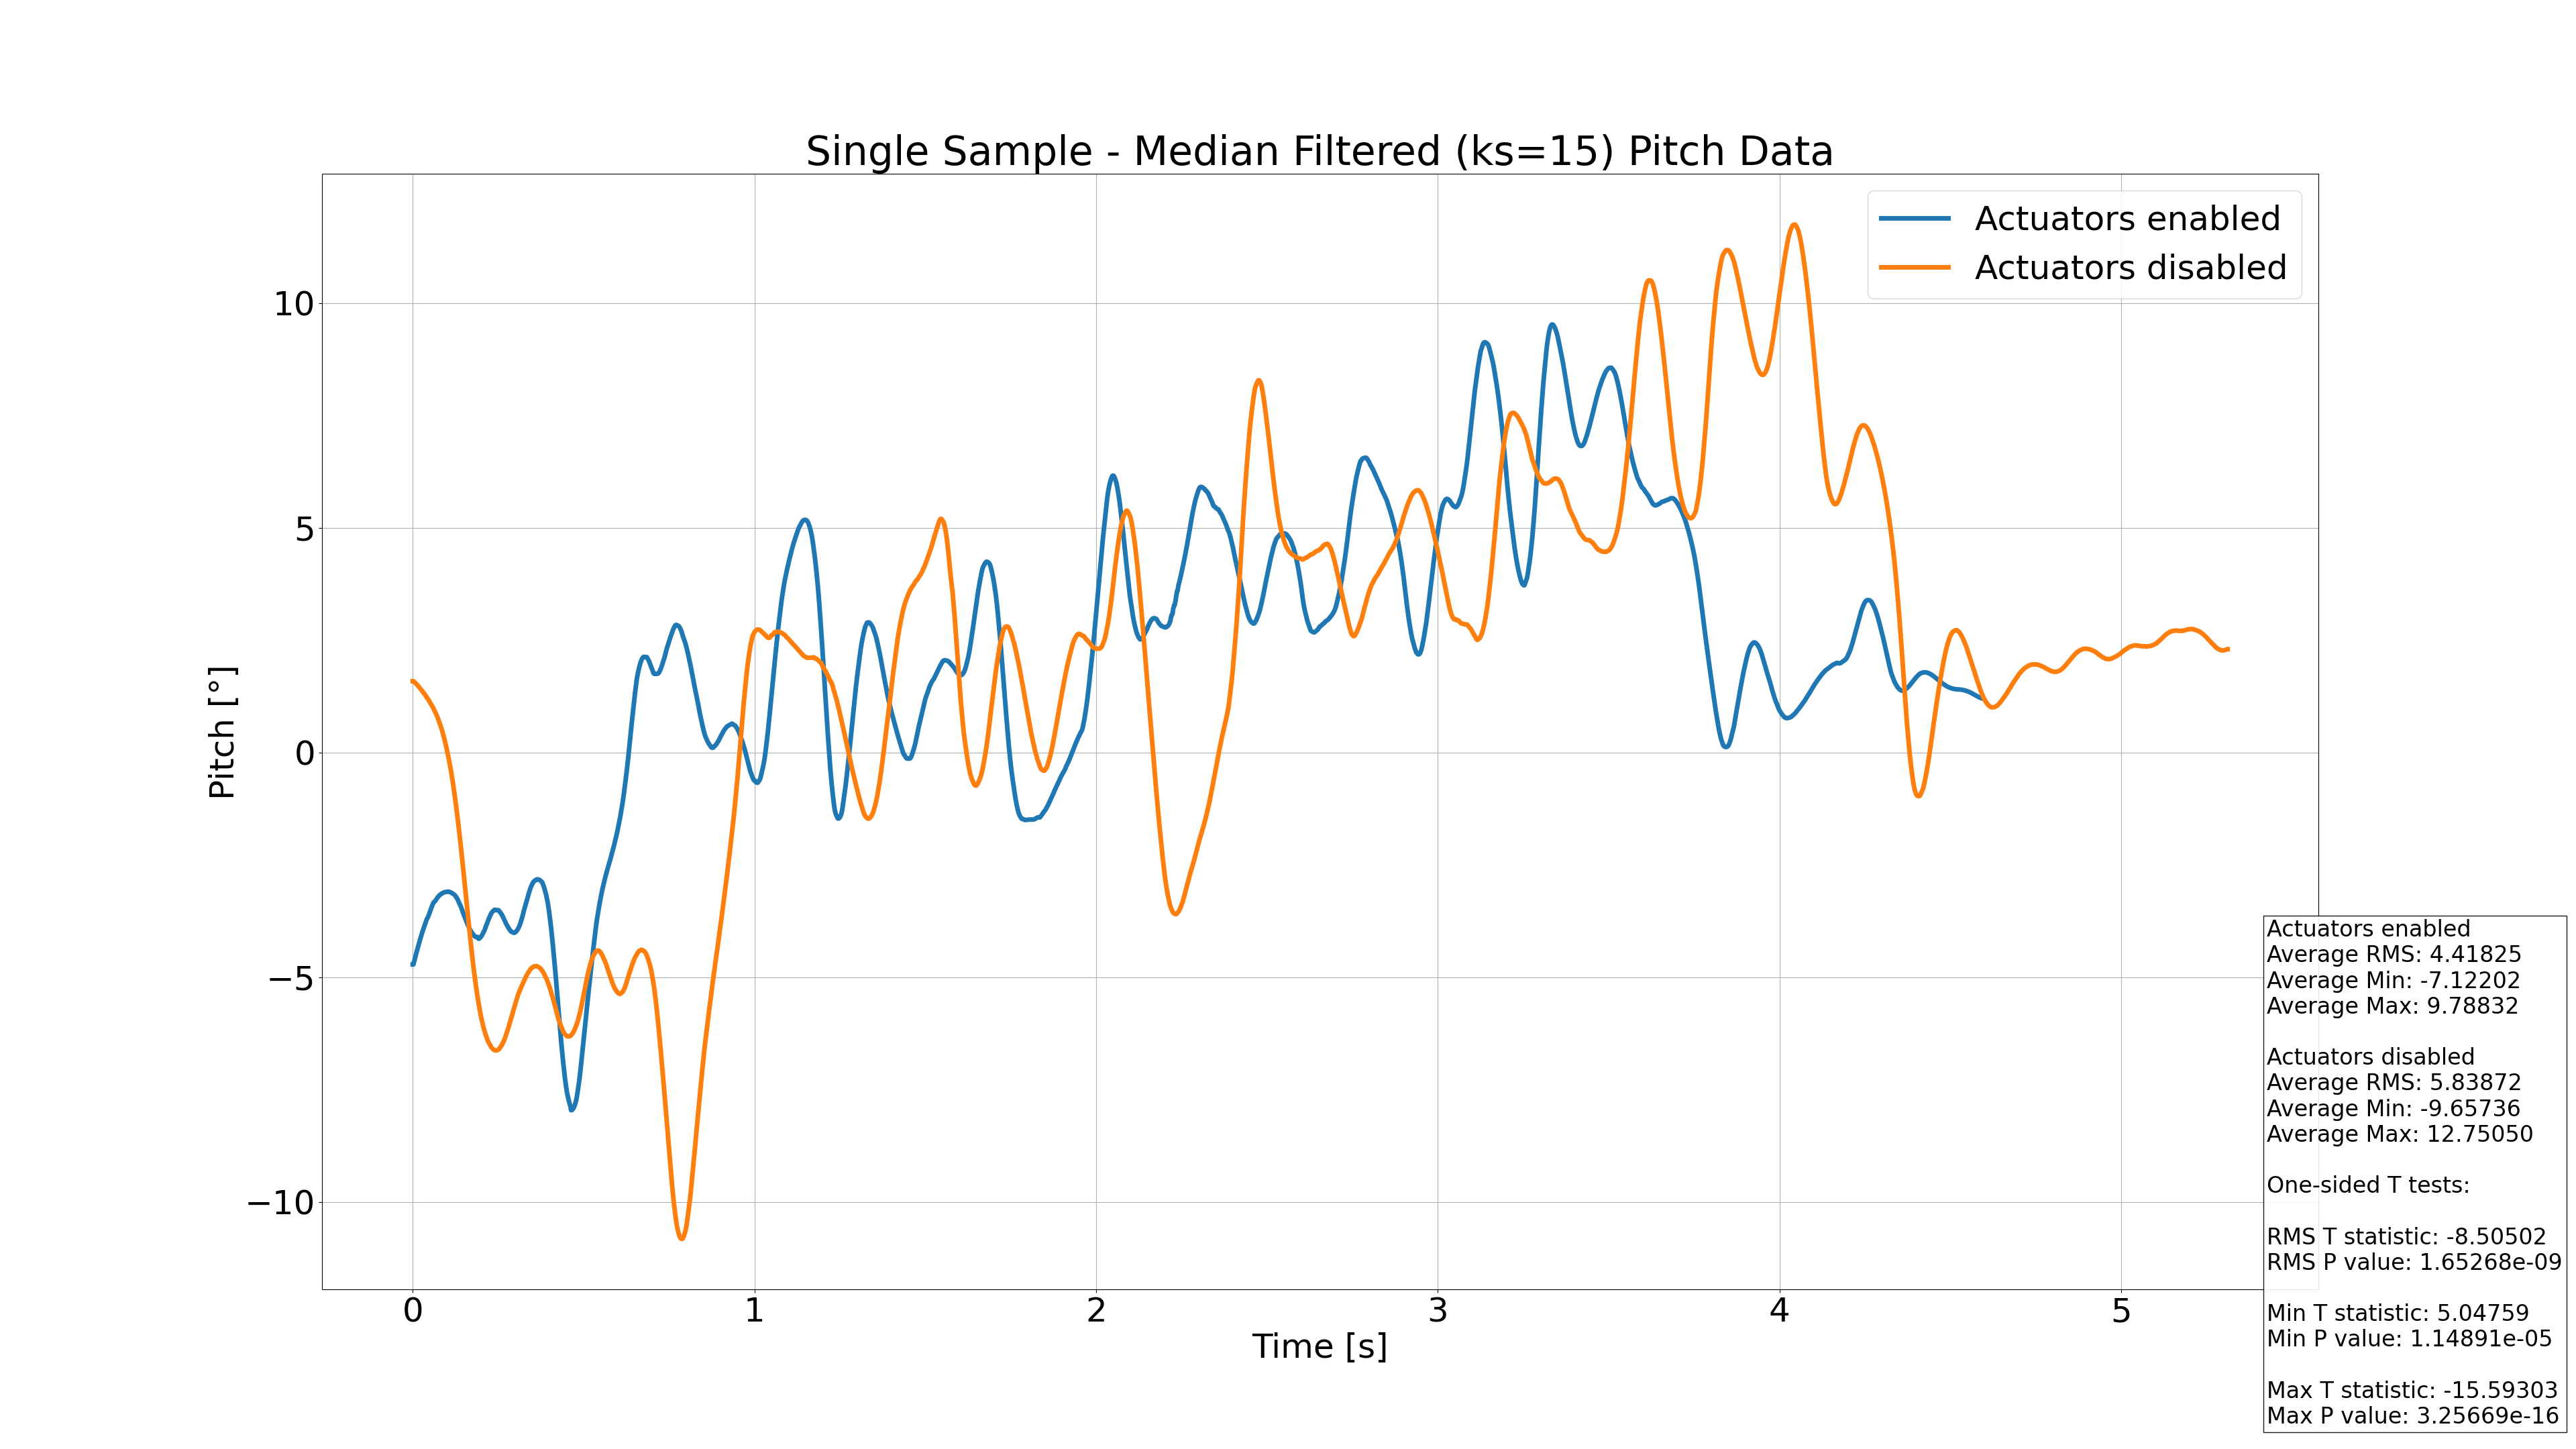 Single Sample - Median Filtered (ks=15) Pitch Data
Actuators enabled
Actuators disabled
Pitch [°]
10
5
0
−5
−10
0 1 2 3 4 5
Time [s]
Actuators enabled
Average RMS: 4.41825
Average Min: -7.12202
Average Max: 9.78832
Actuators disabled
Average RMS: 5.83872
Average Min: -9.65736
Average Max: 12.75050
One-sided T tests:
RMS T statistic: -8.50502
RMS P value: 1.65268e-09
Min T statistic: 5.04759
Min P value: 1.14891e-05
Max T statistic: -15.59303
Max P value: 3.25669e-16